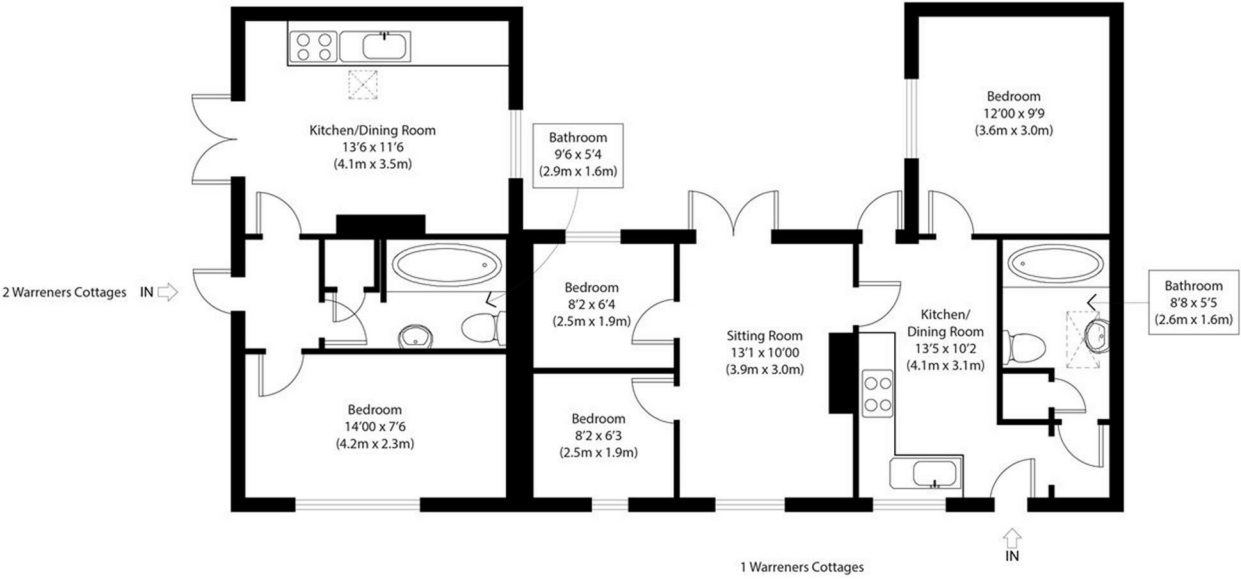 Kitchen/Dining Room
13'6 x 11'6
(4.1m x 3.5m)
Bathroom
9'6 x 5'4
(2.9m x 1.6m)
Bedroom
12'00 x 9'9
(3.6m x 3.0m)
2 Warreners Cottages IN
Bedroom
14'00 x 7'6
(4.2m x 2.3m)
Bedroom
8'2 x 6'4
(2.5m x 1.9m)
Bedroom
8'2 x 6'3
(2.5m x 1.9m)
Sitting Room
13'1 x 10'00
(3.9m x 3.0m)
Kitchen/
Dining Room
13'5 x 10'2
(4.1m x 3.1m)
Bathroom
8'8 x 5'5
(2.6m x 1.6m)
IN
1 Warreners Cottages